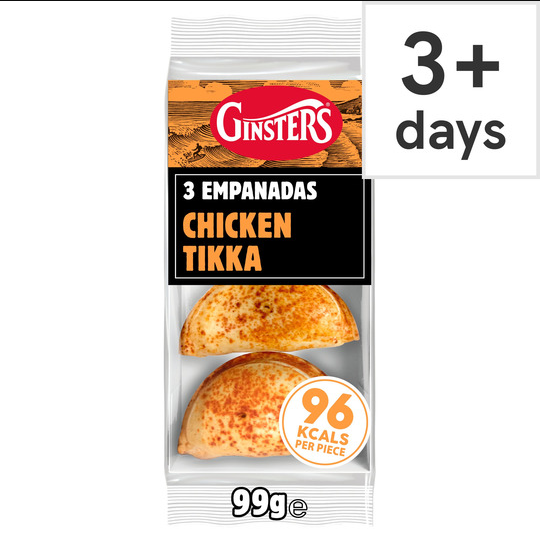 3+
days
GINSTERS®
3 EMPANADAS
CHICKEN
TIKKA
96
KCALS
PER PIECE
99g e